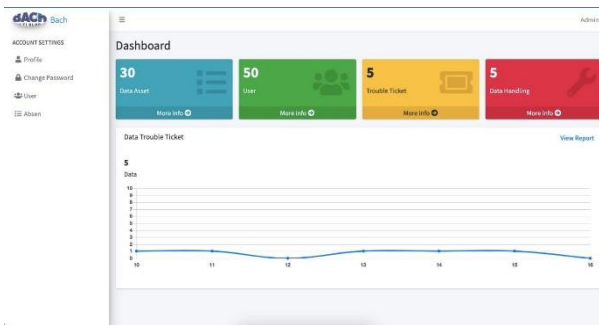 Bach
Admin
ACCOUNT SETTINGS
Profile
Change Password
User
Absen
Dashboard
30
Data Asset
More info
50
User
More info
5
Trouble Ticket
More info
5
Data Handling
More info
Data Trouble Ticket
View Report
5
Data
10
9
8
7
6
5
4
3
2
1
0
10
11
12
13
14
15
16